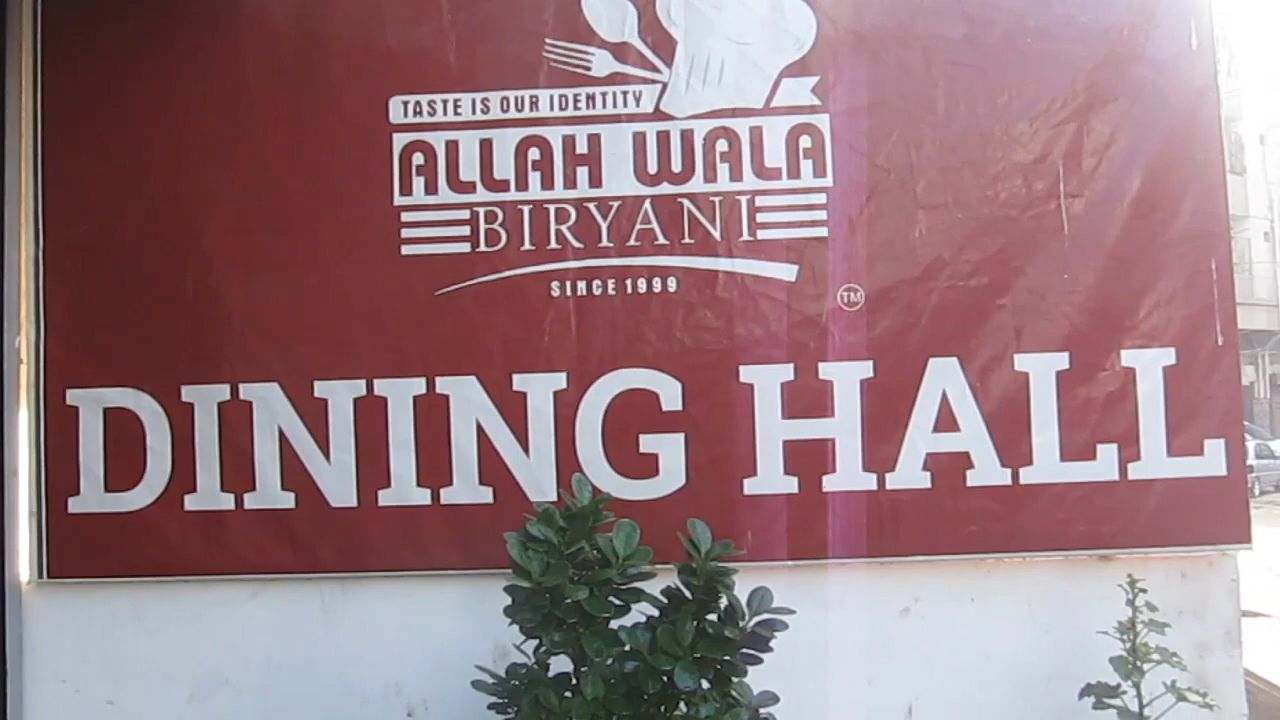 TASTE IS OUR IDENTITY
ALLAH WALA
BIRYANI
SINCE 1999
TM
DINING HALL